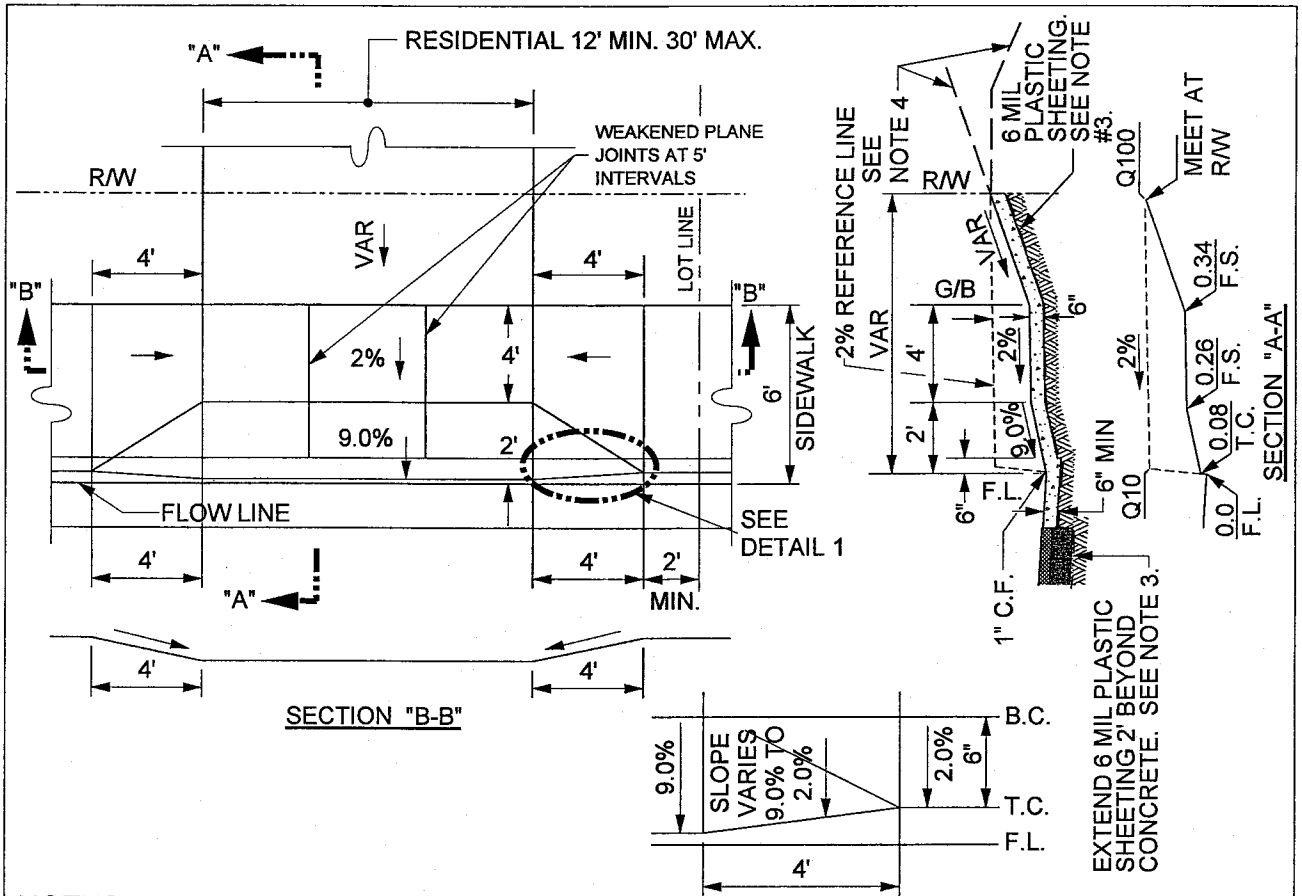 "A"
RESIDENTIAL 12' MIN. 30' MAX.
WEAKENED PLANE
JOINTS AT 5'
INTERVALS
R/W
VAR
LOT LINE
4'
4'
"B"
"B"
2%
4'
6'
SIDEWALK
9.0%
2'
FLOW LINE
SEE
DETAIL 1
4'
4'
2'
MIN.
"A"
4'
4'
SECTION "B-B"
9.0%
SLOPE
VARIES
9.0% TO
2.0%
2.0%
6"
B.C.
T.C.
F.L.
4'
2% REFERENCE LINE
SEE
NOTE 4
6 MIL
PLASTIC
SHEETING.
SEE NOTE
#3.
R/W
VAR
VAR
G/B
6"
4'
2%
2'
9.0%
F.L.
6"
6" MIN
1" C.F.
EXTEND 6 MIL PLASTIC
SHEETING 2' BEYOND
CONCRETE. SEE NOTE 3.
Q100
MEET AT
R/W
2%
0.34
F.S.
0.26
F.S.
0.08
T.C.
Q10
0.0
F.L.
SECTION "A-A"